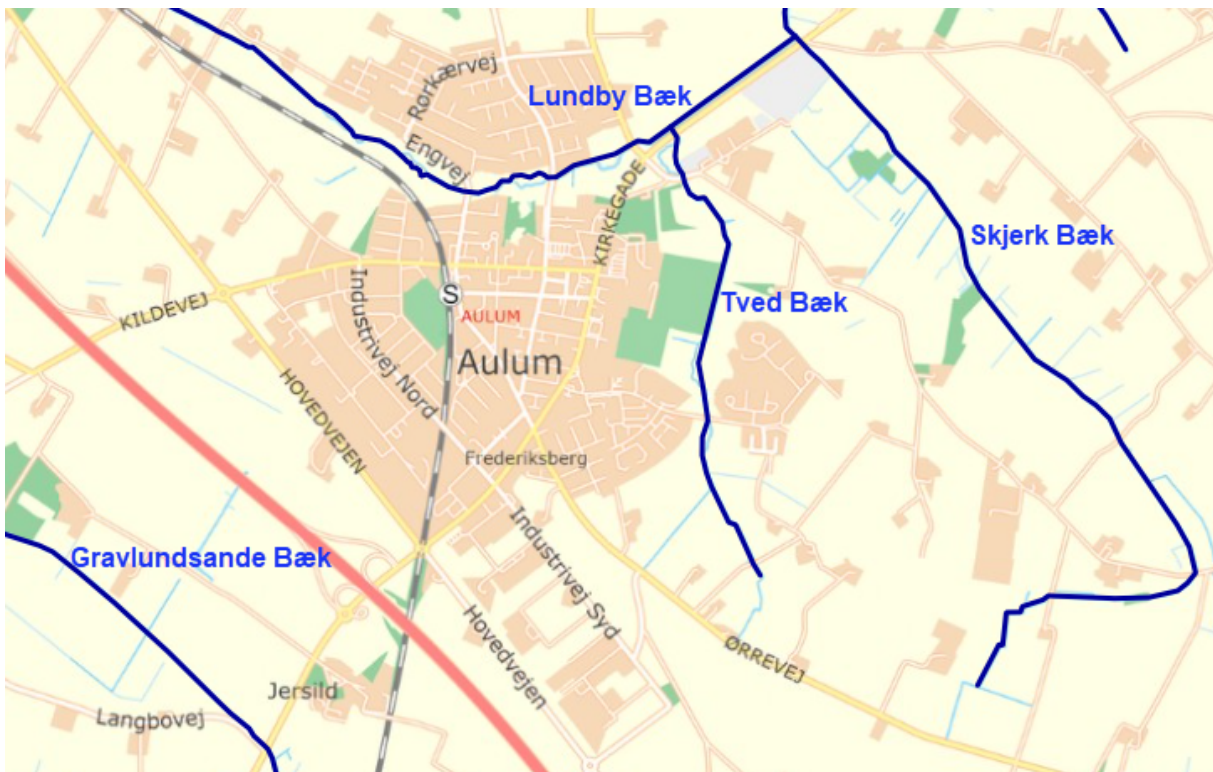 Rørkærvej
Lundby Bæk
Engvej
KIRKEGADE
Skjerk Bæk
KILDEVEJ
Industrivej Nord
S
AULUM
Tved Bæk
Aulum
HOVEDVEJEN
Frederiksberg
Gravlundsande Bæk
Industrivej Syd
Hovedvejen
ØRREVEJ
Jersild
Langbovej